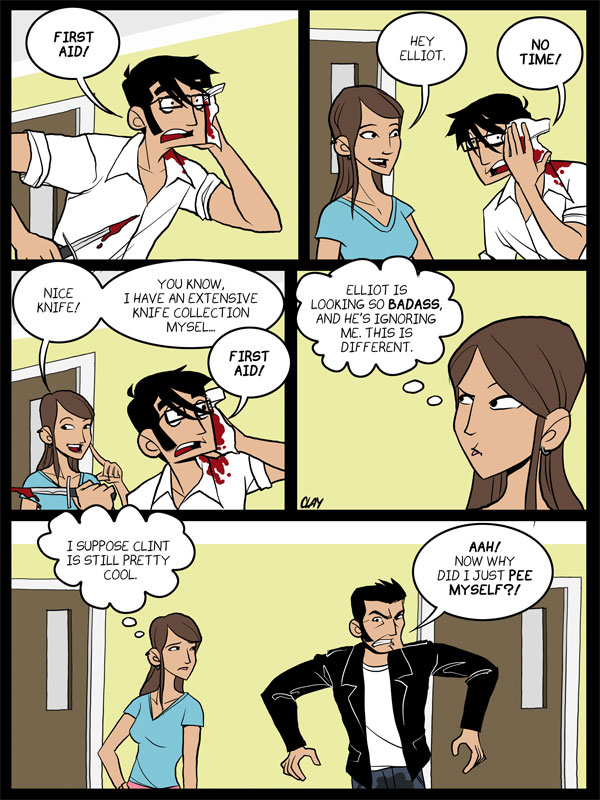 FIRST
AID!
HEY
ELLIOT.
NO
TIME!
NICE
KNIFE!
YOU KNOW,
I HAVE AN EXTENSIVE
KNIFE COLLECTION
MYSEL...
FIRST
AID!
ELLIOT IS
LOOKING SO BADASS,
AND HE'S IGNORING
ME. THIS IS
DIFFERENT.
CLAY
I SUPPOSE CLINT
IS STILL PRETTY
COOL.
AAH!
NOW WHY
DID I JUST PEE
MYSELF?!